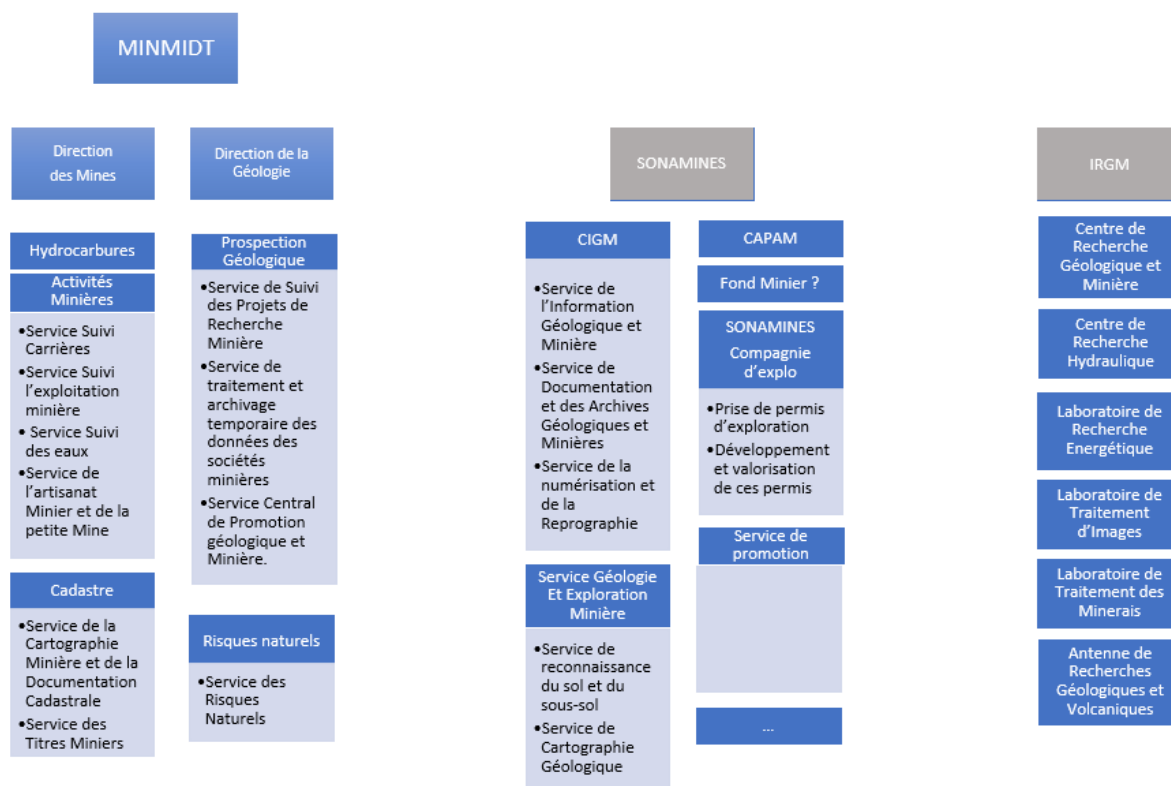 MINMIDT
Direction
des Mines
Direction de la
Géologie
SONAMINES
IRGM
Hydrocarbures
Activités
Minières
•Service Suivi
Carrières
•Service Suivi
l’exploitation
minière
• Service Suivi
des eaux
•Service de
l’artisanat
Minier et de la
petite Mine
Cadastre
•Service de la
Cartographie
Minière et de la
Documentation
Cadastrale
•Service des
Titres Miniers
Prospection
Géologique
•Service de Suivi
des Projets de
Recherche
Minière
•Service de
traitement et
archivage
temporaire des
données des
sociétés
minières
•Service Central
de Promotion
géologique et
Minière.
Risques naturels
•Service des
Risques
Naturels
CIGM
•Service de
l’Information
Géologique et
Minière
•Service de
Documentation
et des Archives
Géologiques et
Minières
•Service de la
numérisation et
de la
Reprographie
Service Géologie
Et Exploration
Minière
•Service de
reconnaissance
du sol et du
sous-sol
•Service de
Cartographie
Géologique
CAPAM
Fond Minier ?
SONAMINES
Compagnie
d’explo
•Prise de permis
d’exploration
•Développement
et valorisation
de ces permis
Service de
promotion
...
Centre de
Recherche
Géologique et
Minière
Centre de
Recherche
Hydraulique
Laboratoire de
Recherche
Energétique
Laboratoire de
Traitement
d’Images
Laboratoire de
Traitement des
Minerais
Antenne de
Recherches
Géologiques et
Volcaniques